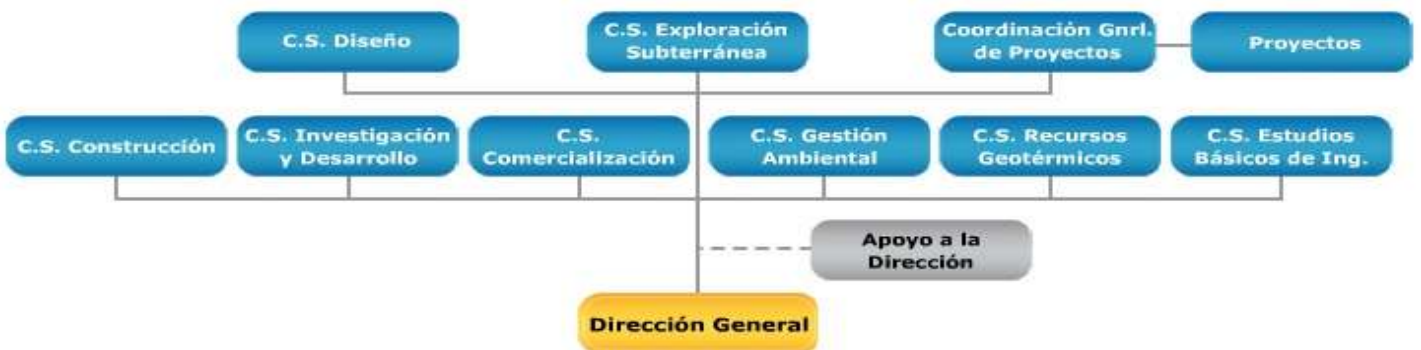 C.S. Diseño
C.S. Exploración
Subterránea
Coordinación Gnrl.
de Proyectos
Proyectos
C.S. Construcción
C.S. Investigación
y Desarrollo
C.S.
Comercialización
C.S. Gestión
Ambiental
C.S. Recursos
Geotérmicos
C.S. Estudios
Básicos de Ing.
Apoyo a la
Dirección
Dirección General